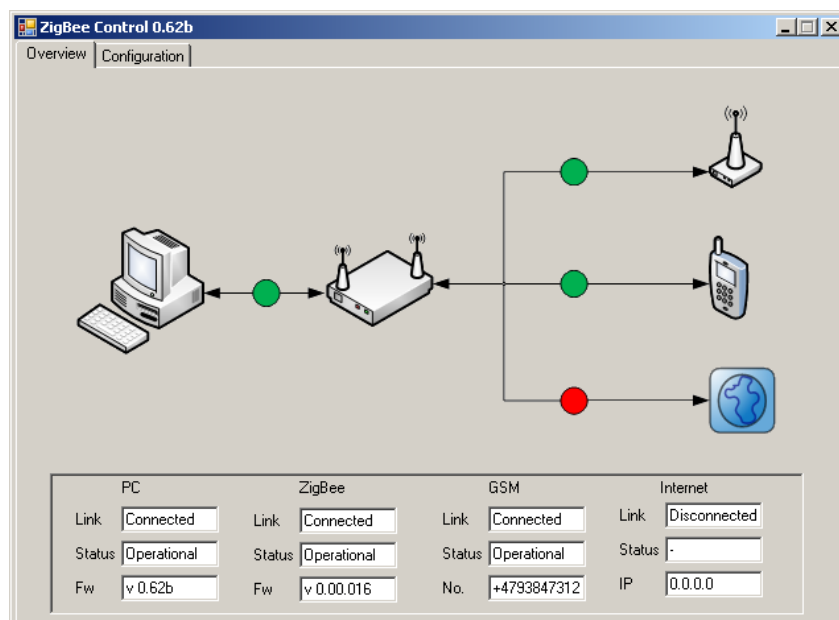 ZigBee Control 0.62b
Overview Configuration
PC ZigBee GSM Internet
Link Connected Link Connected Link Connected Link Disconnected
Status Operational Status Operational Status Operational Status -
Fw v 0.62b Fw v 0.00.016 No. +4793847312 IP 0.0.0.0